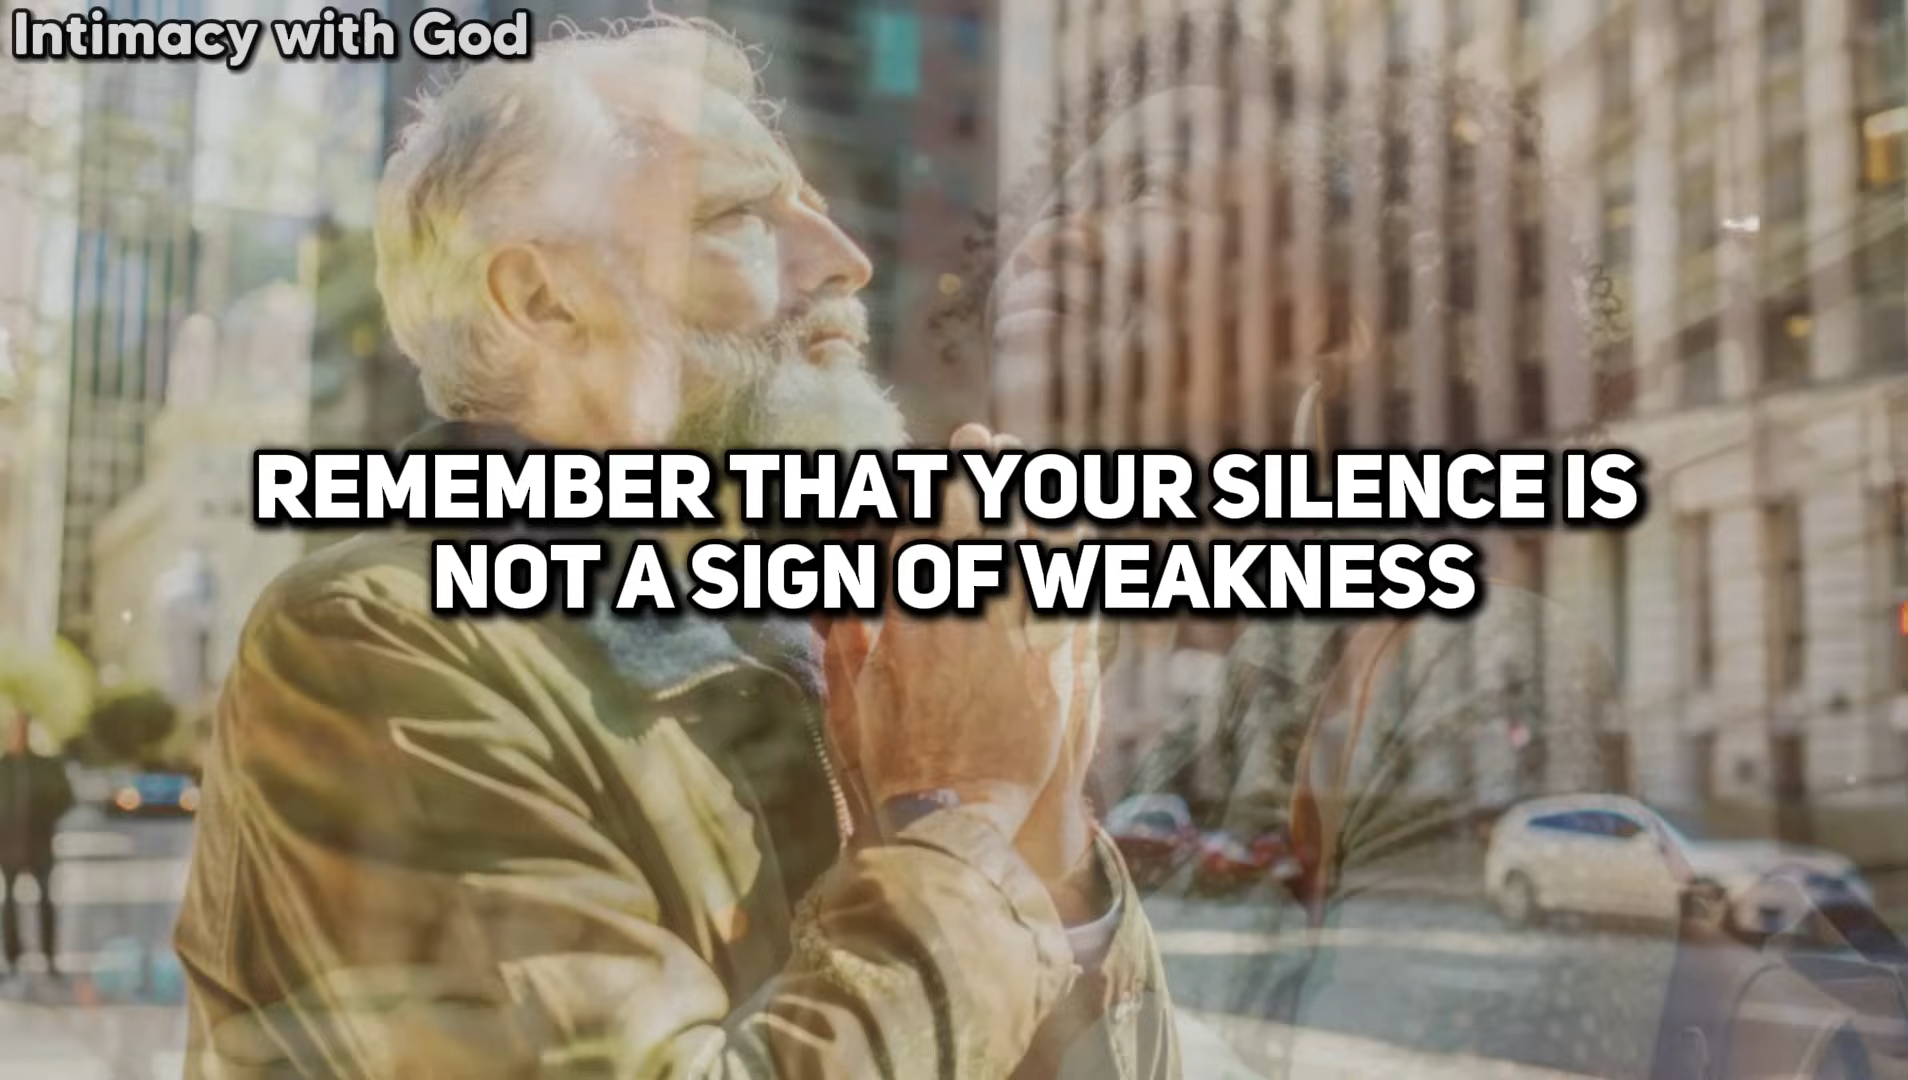 Intimacy with God
REMEMBER THAT YOUR SILENCE IS
NOT A SIGN OF WEAKNESS